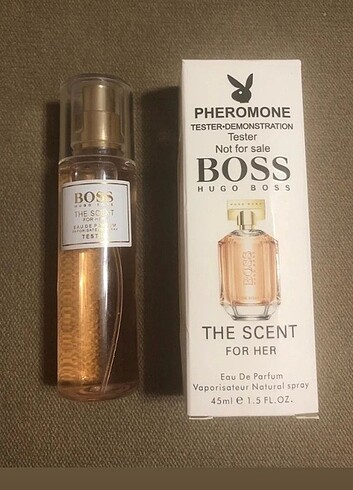 BOSS
HUGO BOSS
THE SCENT
FOR HER
EAU DE PARFUM
TESTER
PHEROMONE
TESTER•DEMONSTRATION
Tester
Not for sale
BOSS
HUGO BOSS
THE SCENT
FOR HER
Eau De Parfum
Vaporisateur Natural spray
45ml e 1.5 FL.OZ.